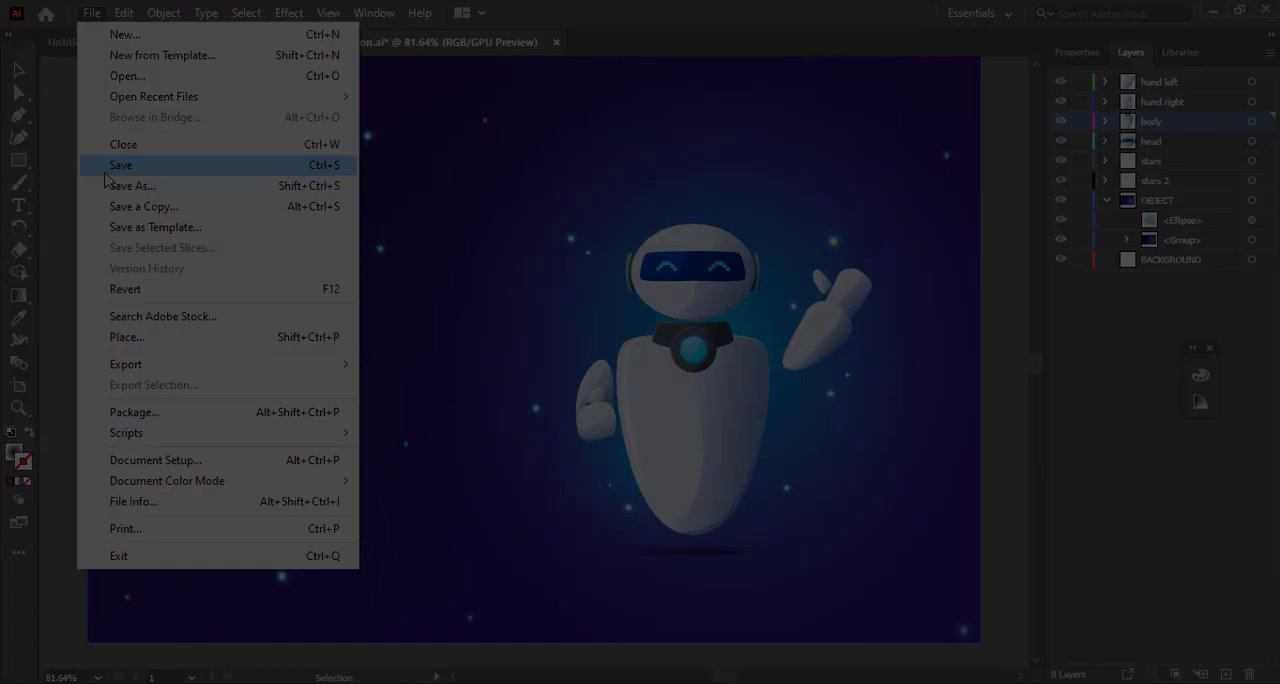 Ai File Edit Object Type Select Effect View Window Help Essentials Search Adobe Stock
on.ai* @ 81.64% (RGB/GPU Preview)
New... Ctrl+N
New from Template... Shift+Ctrl+N
Open... Ctrl+O
Open Recent Files
Browse in Bridge... Alt+Ctrl+O
Close Ctrl+W
Save Ctrl+S
Save As... Shift+Ctrl+S
Save a Copy... Alt+Ctrl+S
Save as Template...
Save Selected Slices...
Version History
Revert F12
Search Adobe Stock...
Place... Shift+Ctrl+P
Export
Export Selection...
Package... Alt+Shift+Ctrl+P
Scripts
Document Setup... Alt+Ctrl+P
Document Color Mode
File Info... Alt+Shift+Ctrl+I
Print... Ctrl+P
Exit Ctrl+Q
Properties Layers Libraries
hand left
hand right
body
head
stars
stars 2
OBJECT
<Ellipse>
<Group>
BACKGROUND
81.64% 1 Selection
8 Layers